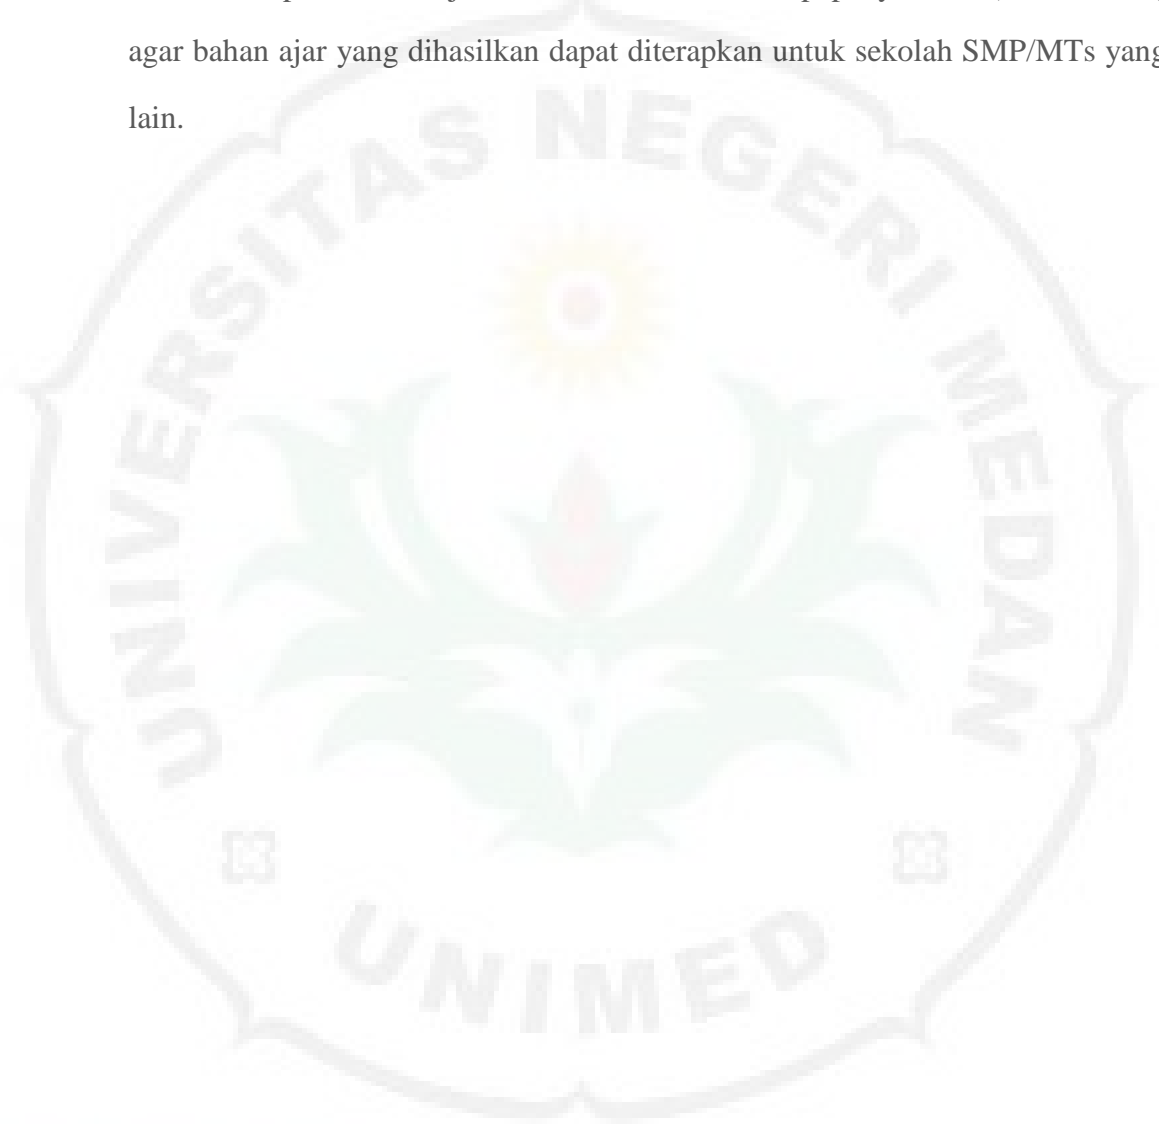 agar bahan ajar yang dihasilkan dapat diterapkan untuk sekolah SMP/MTs yang
lain.
UNIVERSITAS NEGERI MEDAN
UNIMED